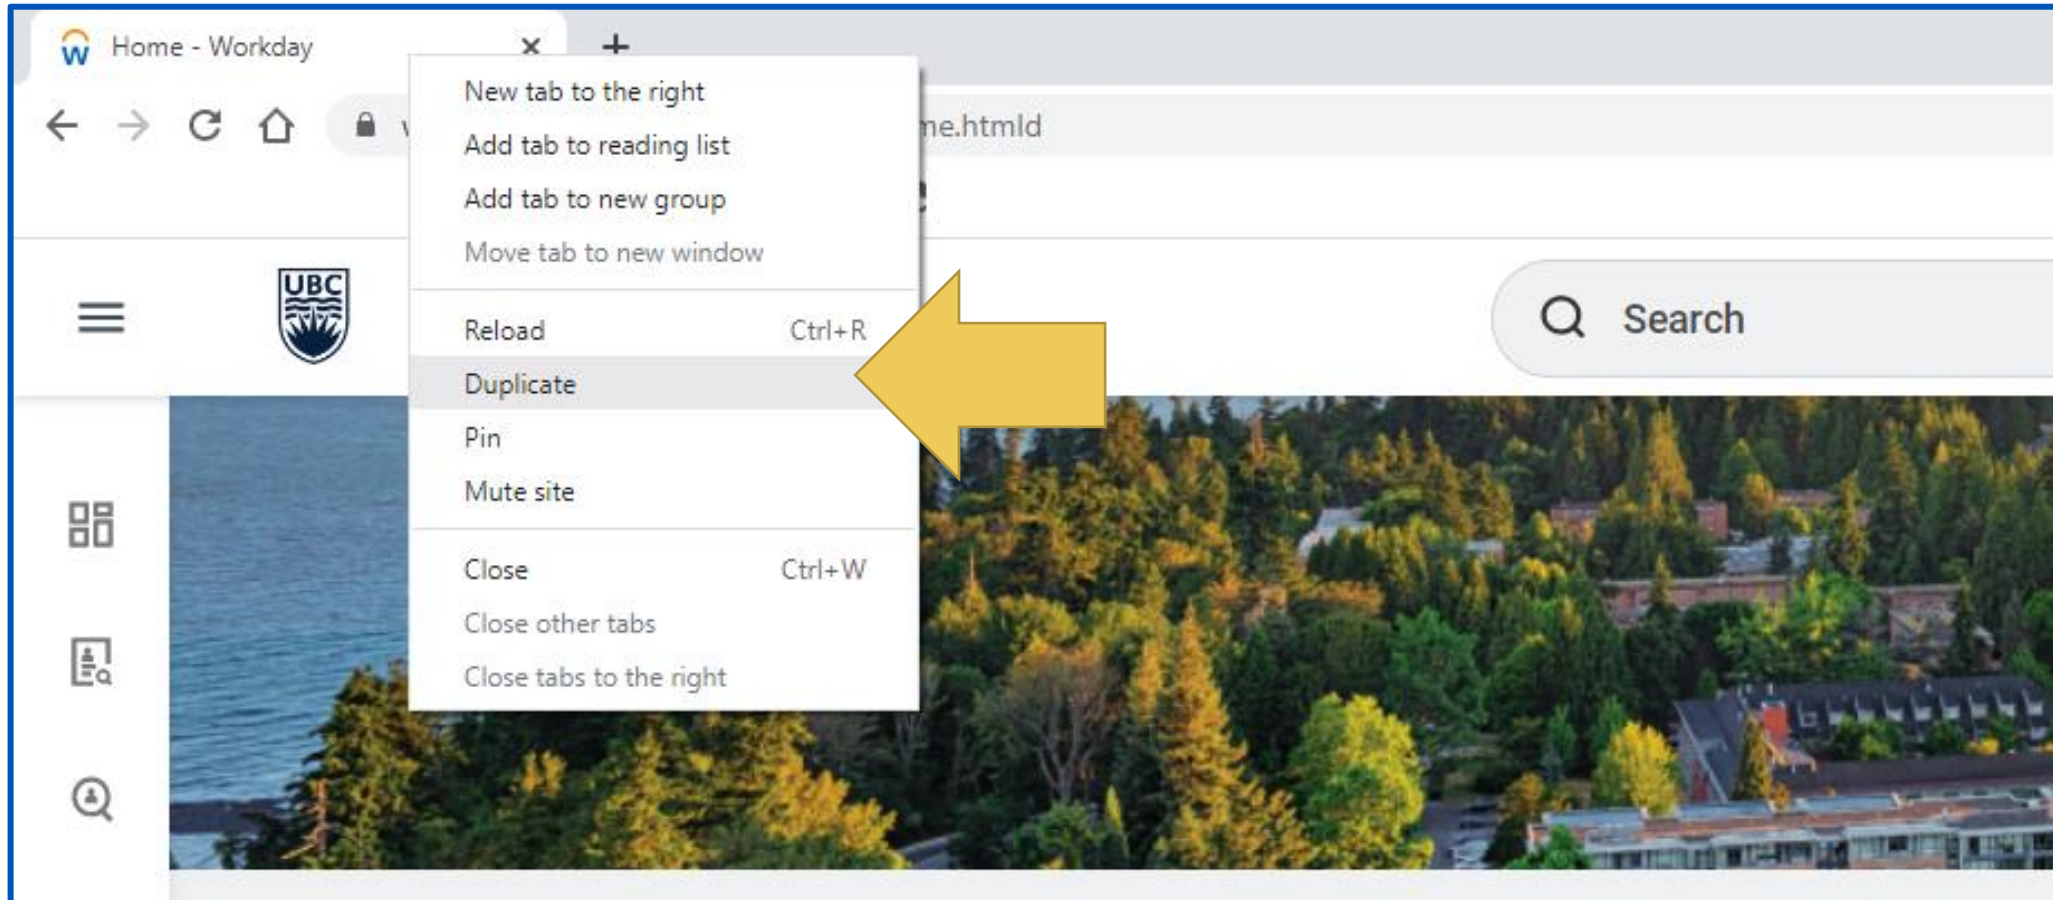 Home - Workday
New tab to the right
me.htmld
Add tab to reading list
Add tab to new group
Move tab to new window
UBC
Reload Ctrl+R
Search
Duplicate
Pin
Mute site
Close Ctrl+W
Close other tabs
Close tabs to the right